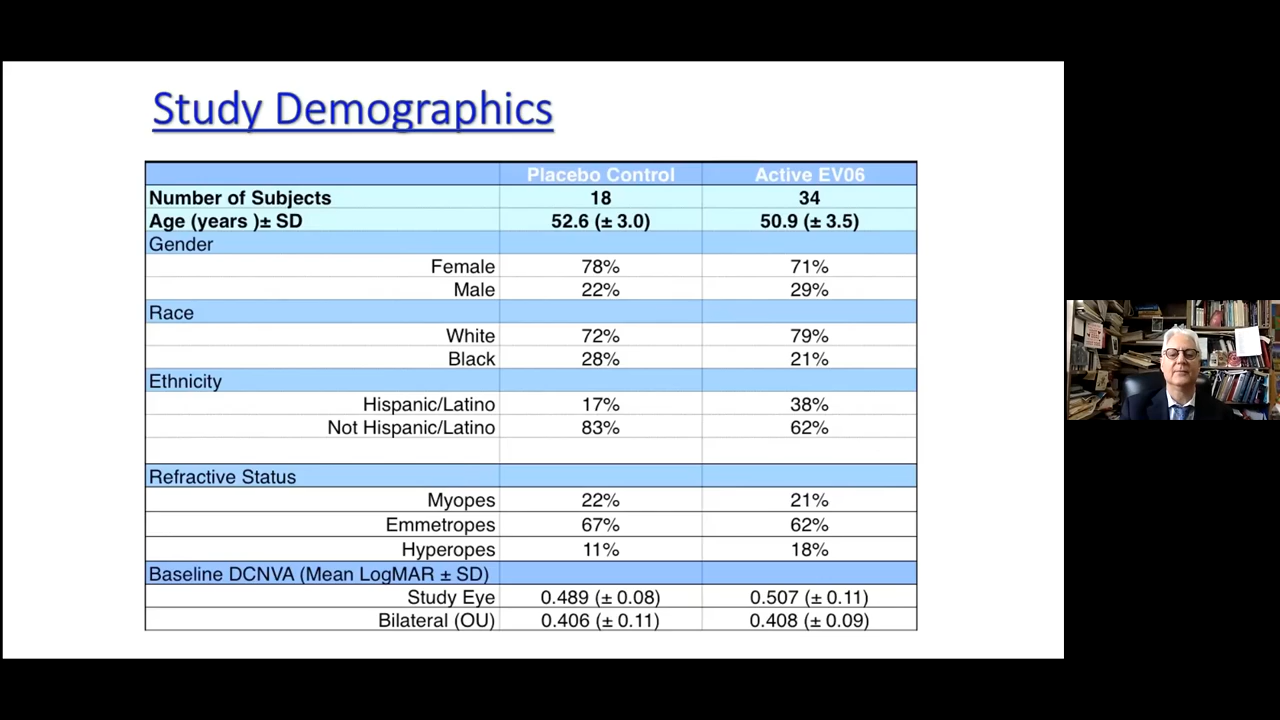 Study Demographics
Placebo Control Active EV06
Number of Subjects 18 34
Age (years )± SD 52.6 (± 3.0) 50.9 (± 3.5)
Gender
Female 78% 71%
Male 22% 29%
Race
White 72% 79%
Black 28% 21%
Ethnicity
Hispanic/Latino 17% 38%
Not Hispanic/Latino 83% 62%
Refractive Status
Myopes 22% 21%
Emmetropes 67% 62%
Hyperopes 11% 18%
Baseline DCNVA (Mean LogMAR ± SD)
Study Eye 0.489 (± 0.08) 0.507 (± 0.11)
Bilateral (OU) 0.406 (± 0.11) 0.408 (± 0.09)